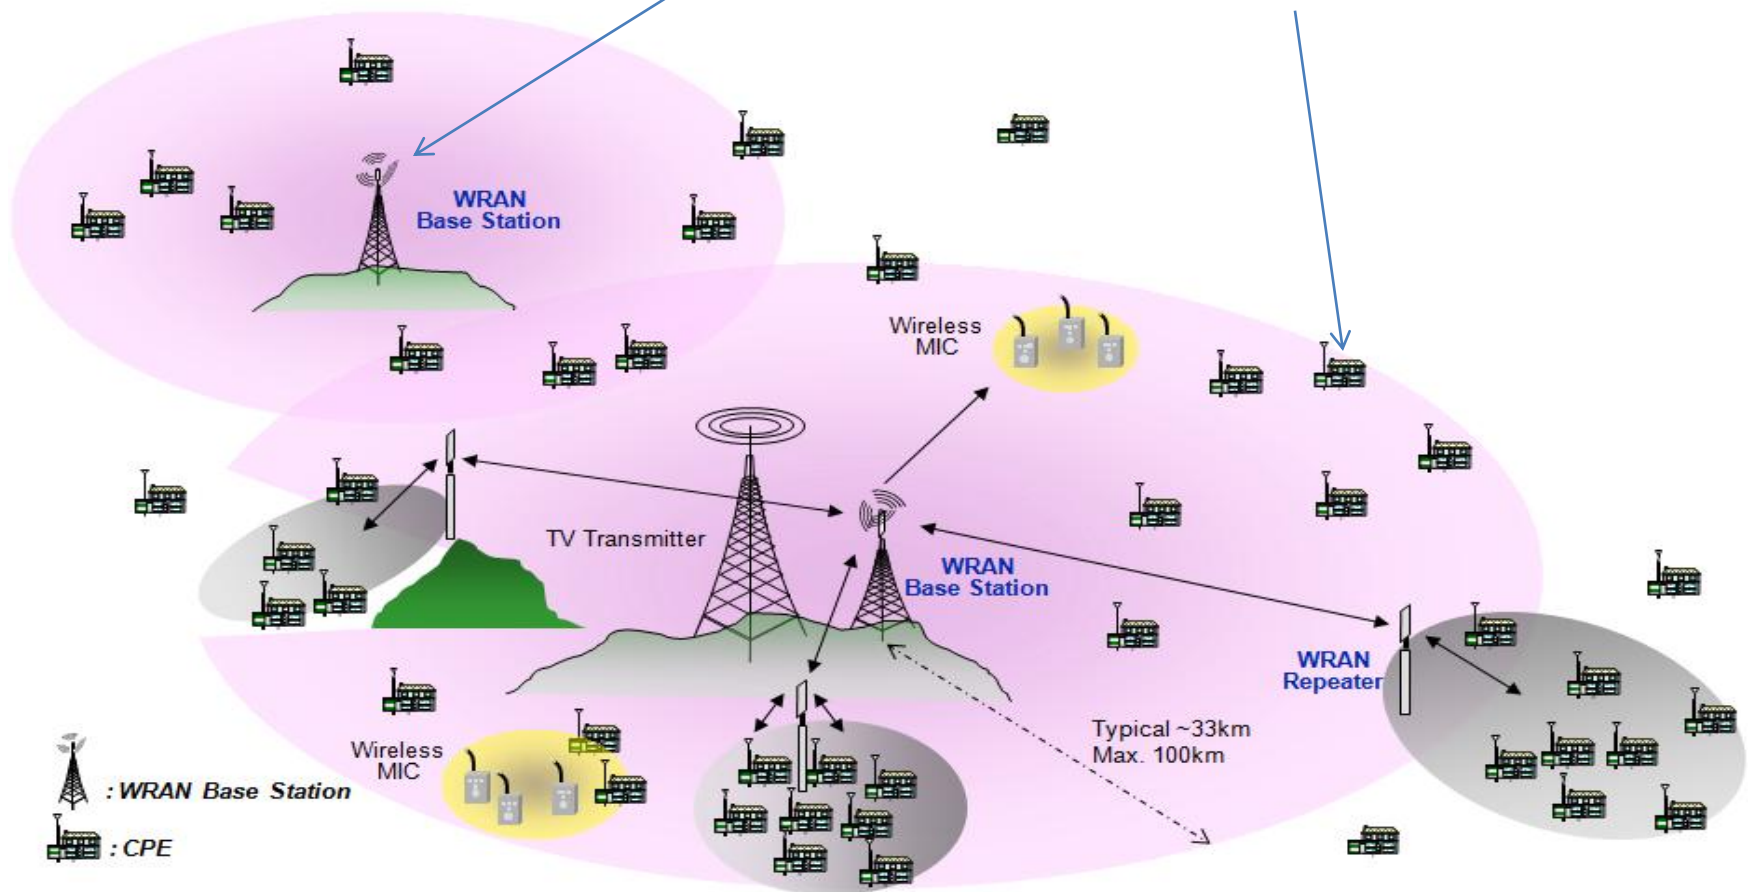 WRAN
Base Station
Wireless
MIC
TV Transmitter
WRAN
Base Station
WRAN
Repeater
Typical ~33km
Max. 100km
Wireless
MIC
: WRAN Base Station
: CPE